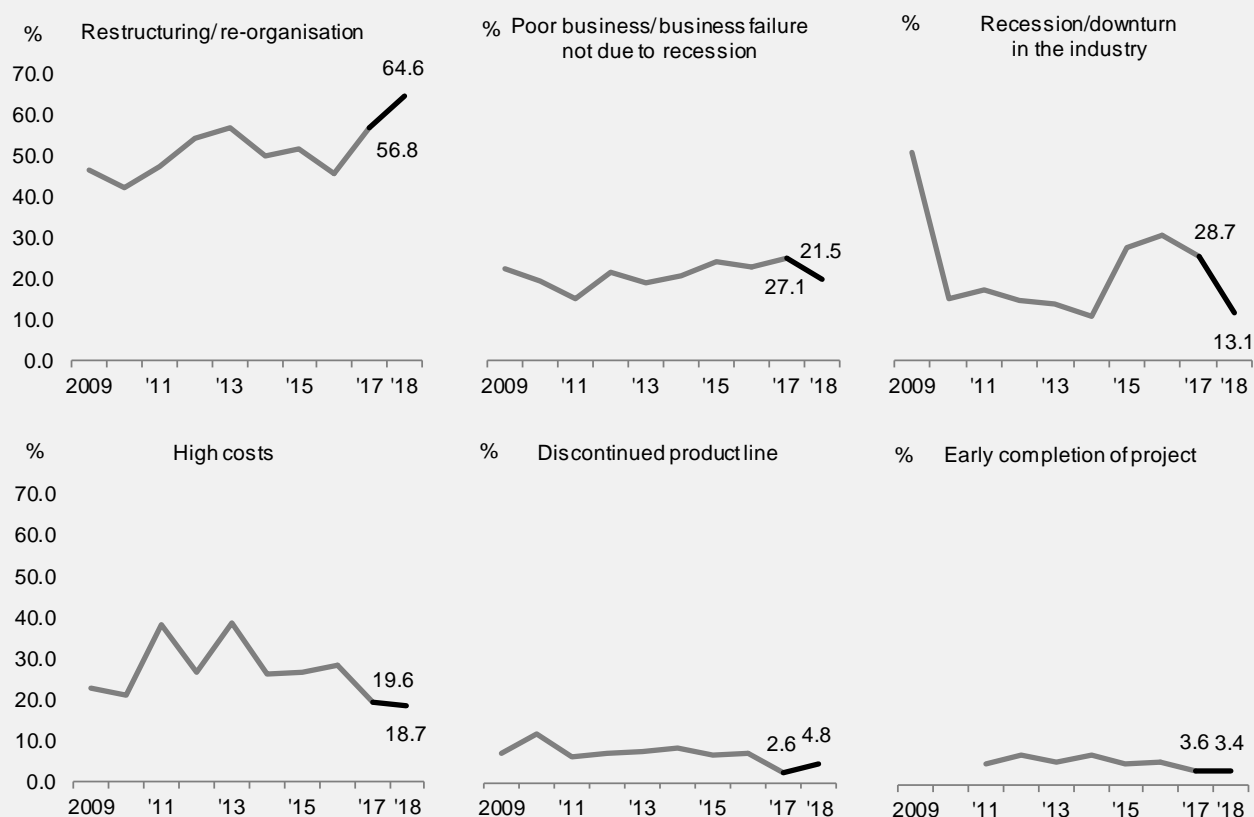 %
Restructuring/re-organisation
70.0
60.0
50.0
40.0
30.0
20.0
10.0
0.0
64.6
56.8
2009 '11 '13 '15 '17 '18
%
Poor business/business failure
not due to recession
21.5
27.1
2009 '11 '13 '15 '17 '18
%
Recession/downturn
in the industry
28.7
13.1
2009 '11 '13 '15 '17 '18
%
High costs
70.0
60.0
50.0
40.0
30.0
20.0
10.0
0.0
19.6
18.7
2009 '11 '13 '15 '17 '18
%
Discontinued product line
2.6 4.8
2009 '11 '13 '15 '17 '18
%
Early completion of project
3.6 3.4
2009 '11 '13 '15 '17 '18